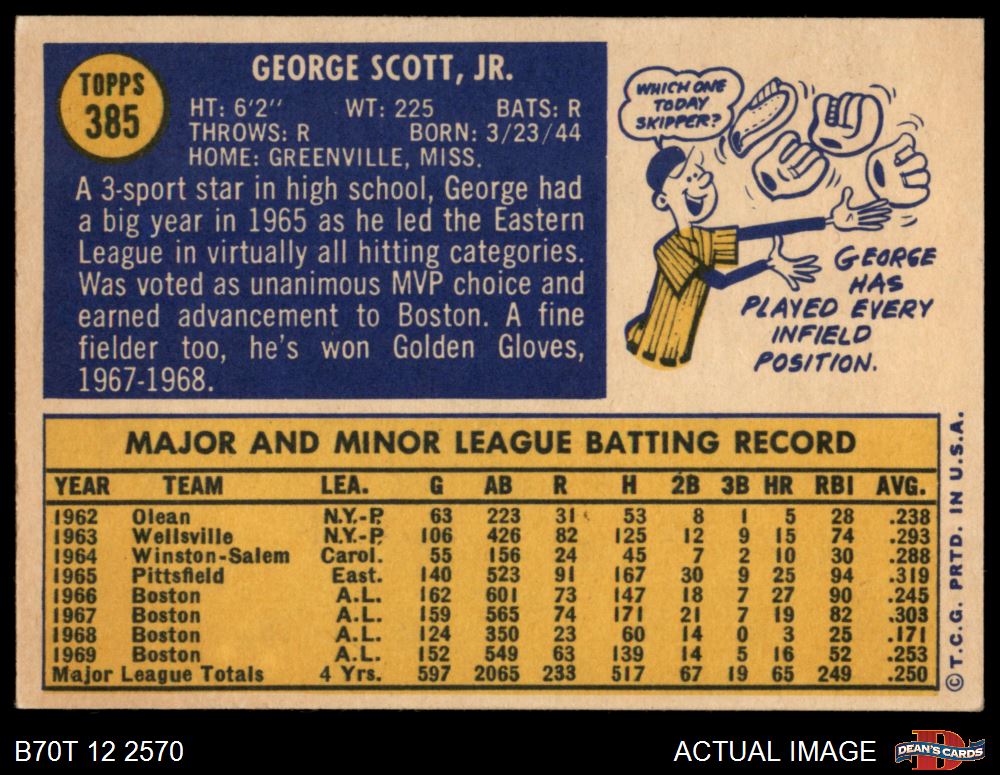 TOPPS
385
GEORGE SCOTT, JR.
HT: 6'2" WT: 225 BATS: R
THROWS: R BORN: 3/23/44
HOME: GREENVILLE, MISS.
A 3-sport star in high school, George had
a big year in 1965 as he led the Eastern
League in virtually all hitting categories.
Was voted as unanimous MVP choice and
earned advancement to Boston. A fine
fielder too, he's won Golden Gloves,
1967-1968.
WHICH ONE
TODAY
SKIPPER?
GEORGE
HAS
PLAYED EVERY
INFIELD
POSITION.
MAJOR AND MINOR LEAGUE BATTING RECORD
YEAR TEAM LEA. G AB R H 2B 3B HR RBI AVG.
1962 Olean N.Y.-P. 63 223 31 53 8 1 5 28 .238
1963 Wellsville N.Y.-P. 106 426 82 125 12 9 15 74 .293
1964 Winston-Salem Carol. 55 156 24 45 7 2 10 30 .288
1965 Pittsfield East. 140 523 91 167 30 9 25 94 .319
1966 Boston A.L. 162 601 73 147 18 7 27 90 .245
1967 Boston A.L. 159 565 74 171 21 7 19 82 .303
1968 Boston A.L. 124 350 23 60 14 0 3 25 .171
1969 Boston A.L. 152 549 63 139 14 5 16 52 .253
Major League Totals 4 Yrs. 597 2065 233 517 67 19 65 249 .250
©T.C.G. PRTD. IN U.S.A.
B70T 12 2570
ACTUAL IMAGE
D
DEAN'S CARDS